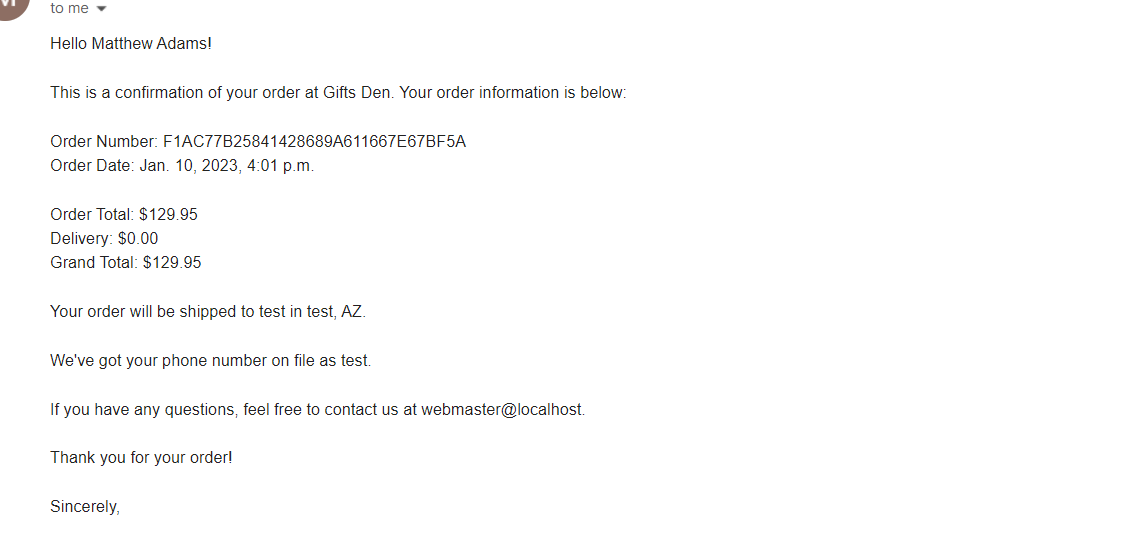 to me
Hello Matthew Adams!
This is a confirmation of your order at Gifts Den. Your order information is below:
Order Number: F1AC77B25841428689A611667E67BF5A
Order Date: Jan. 10, 2023, 4:01 p.m.
Order Total: $129.95
Delivery: $0.00
Grand Total: $129.95
Your order will be shipped to test in test, AZ.
We've got your phone number on file as test.
If you have any questions, feel free to contact us at webmaster@localhost.
Thank you for your order!
Sincerely,